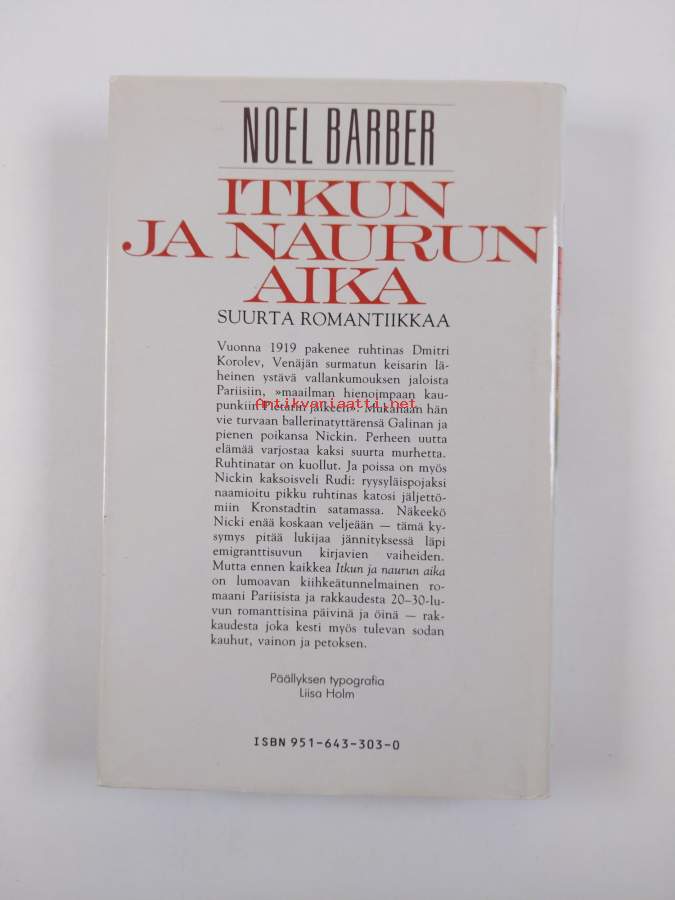 NOEL BARBER
ITKUN
JA NAURUN
AIKA
SUURTA ROMANTIIKKAA
Vuonna 1919 pakenee ruhtinas Dmitri
Korolev, Venäjän surmatun keisarin lä-
heinen ystävä vallankumouksen jaloista
Pariisiin, »maailman hienoimpaan kau-
punkiin Pietarin jälkeen». Mukanaan hän
Antikvariaatti.net
vie turvaan ballerinatyttärensä Galinan ja
pienen poikansa Nickin. Perheen uutta
elämää varjostaa kaksi suurta murhetta.
Ruhtinatar on kuollut. Ja poissa on myös
Nickin kaksoisveli Rudi: ryysyläispojaksi
naamioitu pikku ruhtinas katosi jäljettö-
miin Kronstadtin satamassa. Näkeekö
Nicki enää koskaan veljeään — tämä ky-
symys pitää lukijaa jännityksessä läpi
emigranttisuvun kirjavien vaiheiden.
Mutta ennen kaikkea Itkun ja naurun aika
on lumoavan kiihkeätunnelmainen ro-
maani Pariisista ja rakkaudesta 20–30-lu-
vun romanttisina päivinä ja öinä — rak-
kaudesta joka kesti myös tulevan sodan
kauhut, vainon ja petoksen.
Päällyksen typografia
Liisa Holm
ISBN 951-643-303-0